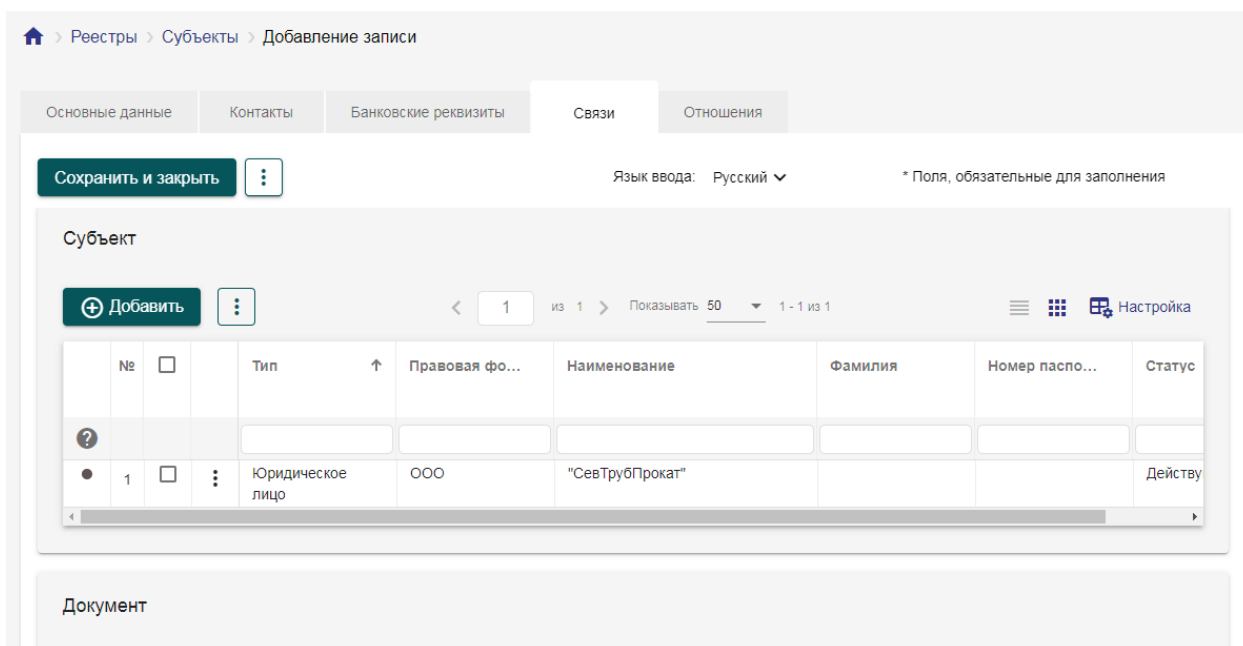 Реестры > Субъекты > Добавление записи
Основные данные Контакты Банковские реквизиты Связи Отношения
Сохранить и закрыть Язык ввода: Русский * Поля, обязательные для заполнения
Субъект
Добавить 1 из 1 Показывать 50 1 - 1 из 1 Настройка
№ Тип Правовая фо... Наименование Фамилия Номер паспо... Статус
1 Юридическое лицо ООО "СевТрубПрокат" Действу
Документ